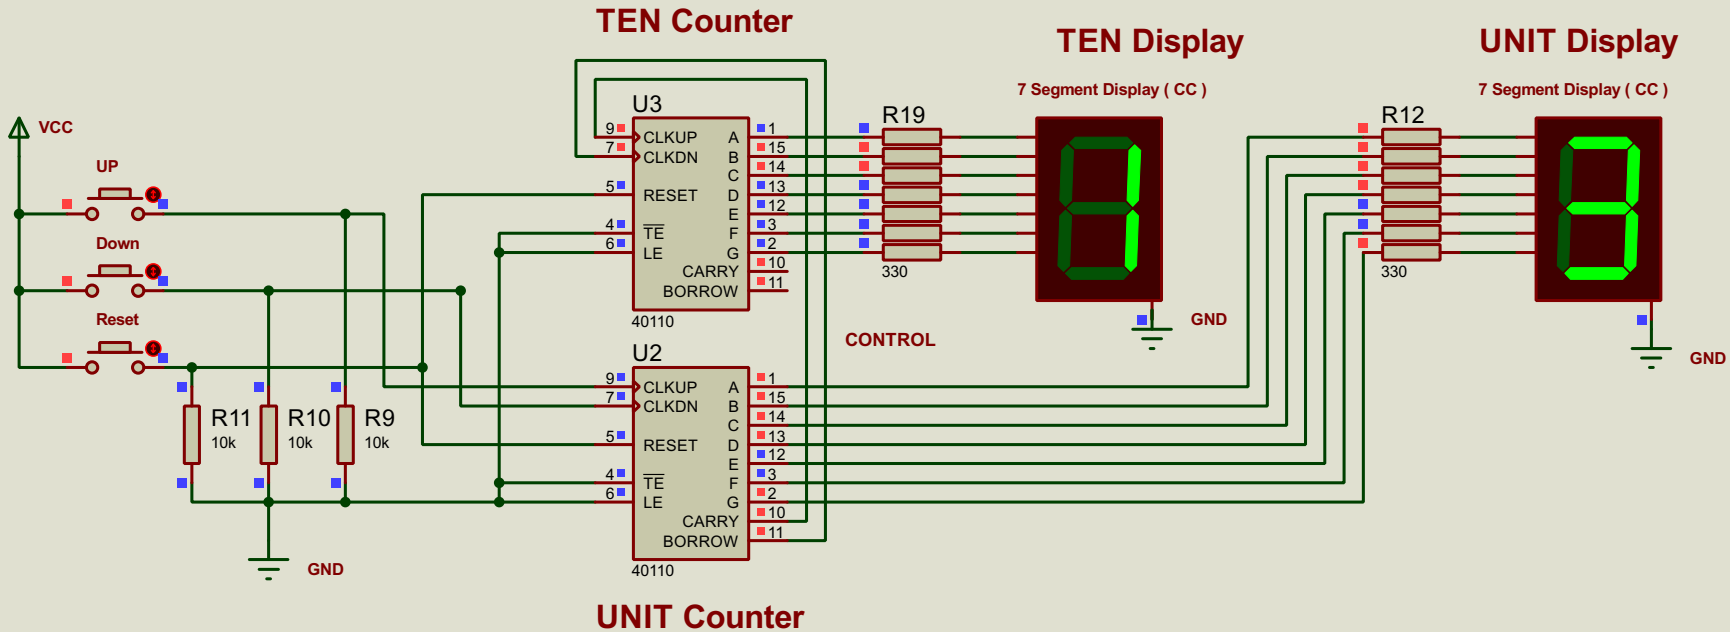 TEN Counter
TEN Display
UNIT Display
7 Segment Display ( CC )
7 Segment Display ( CC )
VCC
UP
Down
Reset
R11
10k
R10
10k
R9
10k
GND
U3
9 CLKUP
7 CLKDN
5 RESET
4 TE
6 LE
A 1
B 15
C 14
D 13
E 12
F 3
G 2
CARRY 10
BORROW 11
40110
R19
330
GND
R12
330
GND
CONTROL
U2
9 CLKUP
7 CLKDN
5 RESET
4 TE
6 LE
A 1
B 15
C 14
D 13
E 12
F 3
G 2
CARRY 10
BORROW 11
40110
UNIT Counter